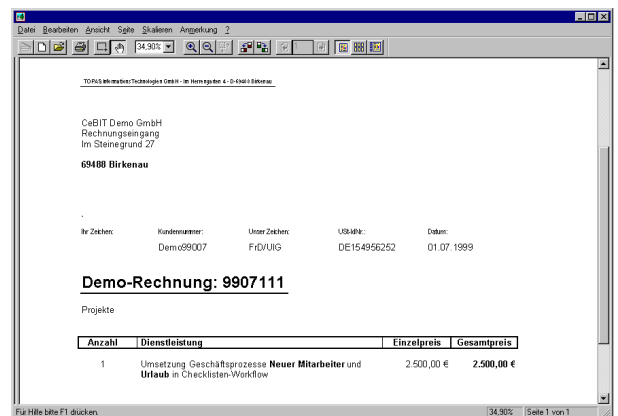 Datei Bearbeiten Ansicht Seite Skalieren Anmerkung ?
34,90% 1
TOPAS InformationsTechnologien GmbH - Im Herrengarten 4 - D-69488 Birkenau
CeBIT Demo GmbH
Rechnungseingang
Im Steinegrund 27
69488 Birkenau
.
Ihr Zeichen: Kundennummer: Unser Zeichen: USt-IdNr.: Datum:
Demo99007 FrD/UIG DE154956252 01.07.1999
Demo-Rechnung: 9907111
Projekte
Anzahl Dienstleistung Einzelpreis Gesamtpreis
1 Umsetzung Geschäftsprozesse Neuer Mitarbeiter und 2.500,00 € 2.500,00 €
Urlaub in Checklisten-Workflow
Für Hilfe bitte F1 drücken. 34,90% Seite 1 von 1